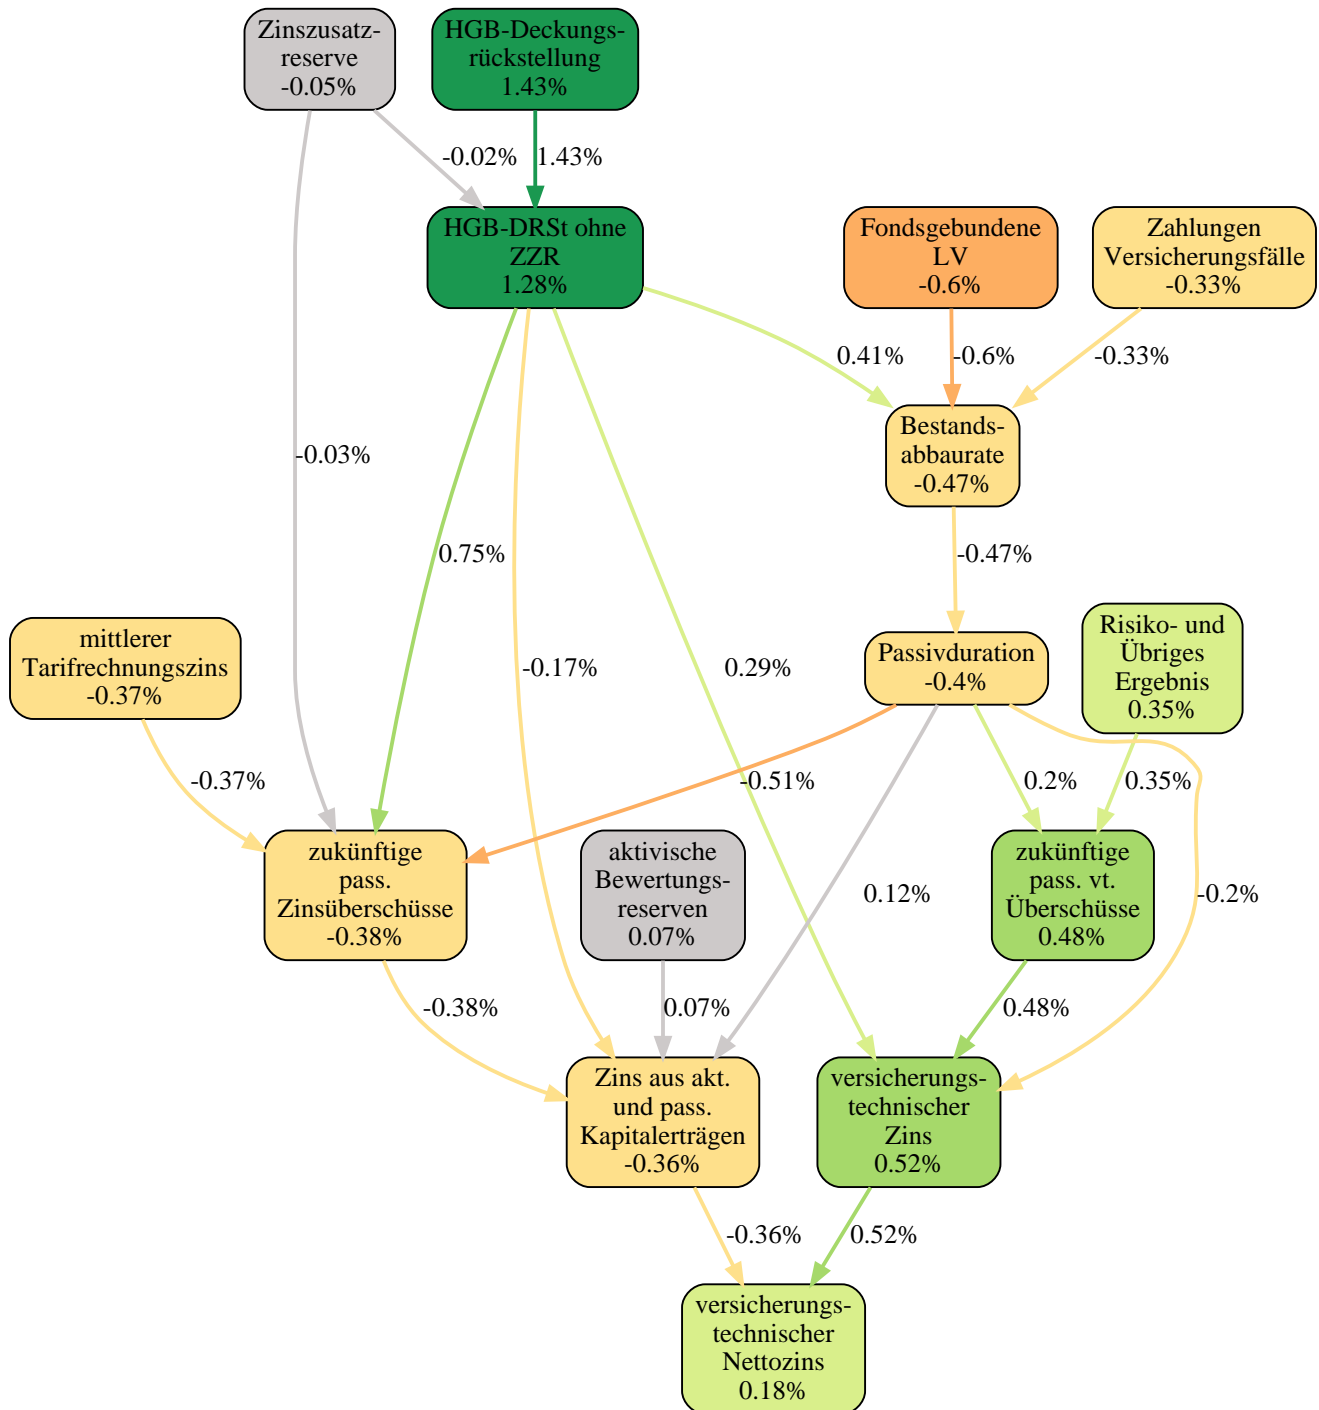 Zinszusatz-
reserve
-0.05%
HGB-Deckungs-
rückstellung
1.43%
-0.02%
1.43%
HGB-DRSt ohne
ZZR
1.28%
Fondsgebundene
LV
-0.6%
Zahlungen
Versicherungsfälle
-0.33%
0.41%
-0.6%
-0.33%
Bestands-
abbaurate
-0.47%
-0.03%
0.75%
-0.47%
mittlerer
Tarifrechnungszins
-0.37%
-0.17%
0.29%
Passivduration
-0.4%
Risiko- und
Übriges
Ergebnis
0.35%
-0.37%
-0.51%
0.2%
0.35%
zukünftige
pass.
Zinsüberschüsse
-0.38%
aktivische
Bewertungs-
reserven
0.07%
0.12%
zukünftige
pass. vt.
Überschüsse
0.48%
-0.2%
-0.38%
0.07%
0.48%
Zins aus akt.
und pass.
Kapitalerträgen
-0.36%
versicherungs-
technischer
Zins
0.52%
-0.36%
0.52%
versicherungs-
technischer
Nettozins
0.18%